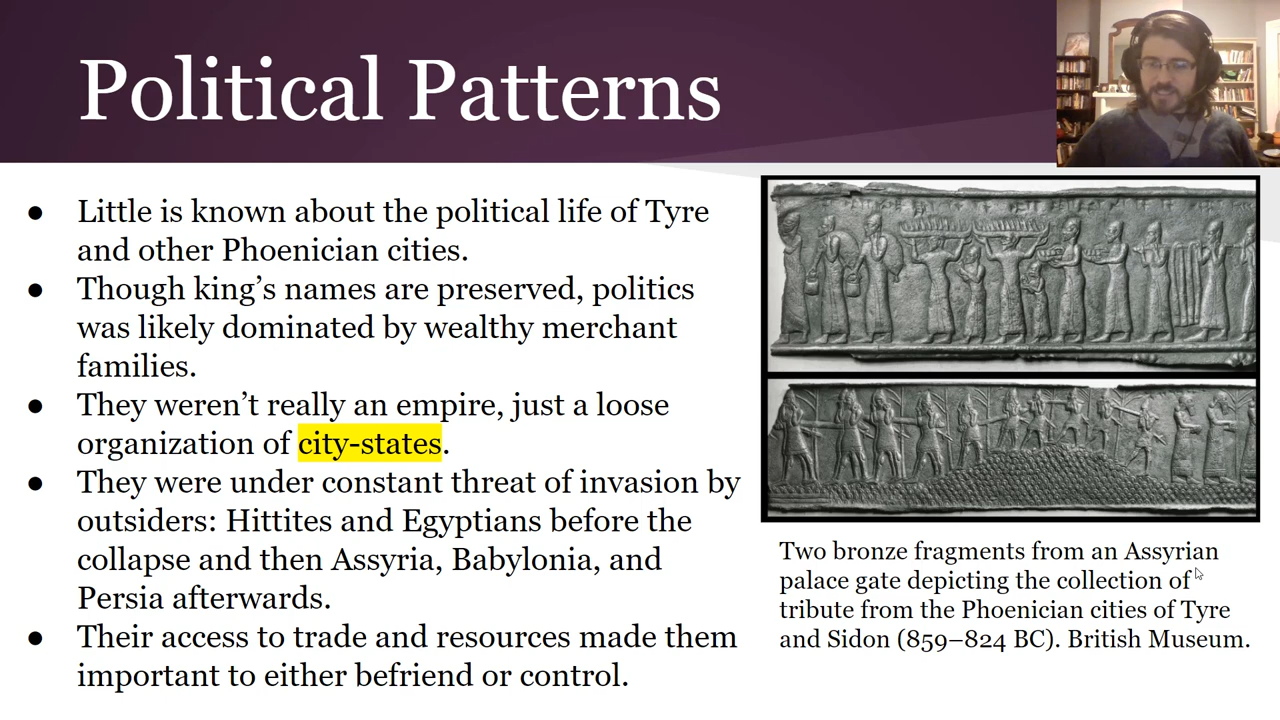 Political Patterns
● Little is known about the political life of Tyre
and other Phoenician cities.
● Though king’s names are preserved, politics
was likely dominated by wealthy merchant
families.
● They weren’t really an empire, just a loose
organization of city-states.
● They were under constant threat of invasion by
outsiders: Hittites and Egyptians before the
collapse and then Assyria, Babylonia, and
Persia afterwards.
● Their access to trade and resources made them
important to either befriend or control.
Two bronze fragments from an Assyrian
palace gate depicting the collection of
tribute from the Phoenician cities of Tyre
and Sidon (859–824 BC). British Museum.